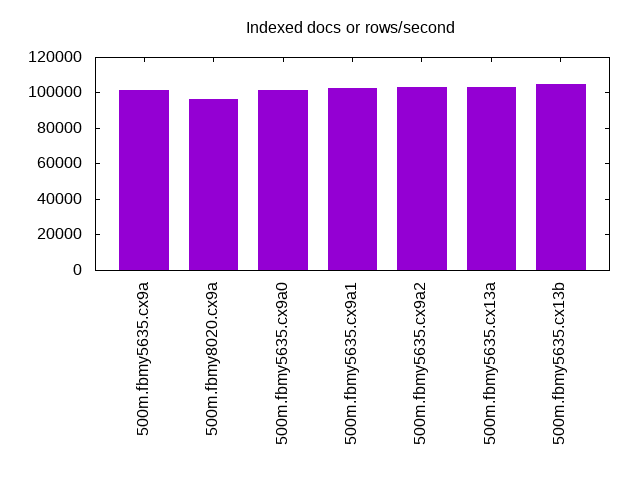 Indexed docs or rows/second
120000
100000
80000
60000
40000
20000
0
500m.fbmy5635.cx9a
500m.fbmy8020.cx9a
500m.fbmy5635.cx9a0
500m.fbmy5635.cx9a1
500m.fbmy5635.cx9a2
500m.fbmy5635.cx13a
500m.fbmy5635.cx13b